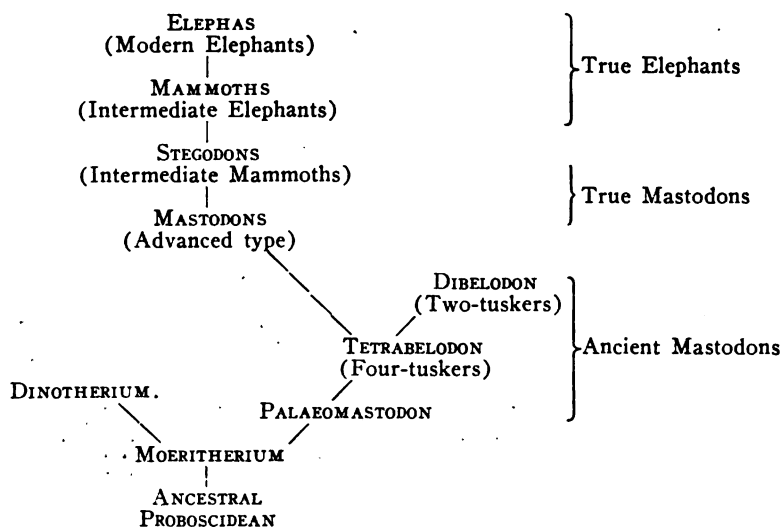 ELEPHAS
(Modern Elephants)
MAMMOTHS
(Intermediate Elephants)
True Elephants
STEGODONS
(Intermediate Mammoths)
True Mastodons
MASTODONS
(Advanced type)
DIBELODON
(Two-tuskers)
TETRABELODON
(Four-tuskers)
Ancient Mastodons
DINOTHERIUM.
PALAEOMASTODON
MOERITHERIUM
ANCESTRAL
PROBOSCIDEAN